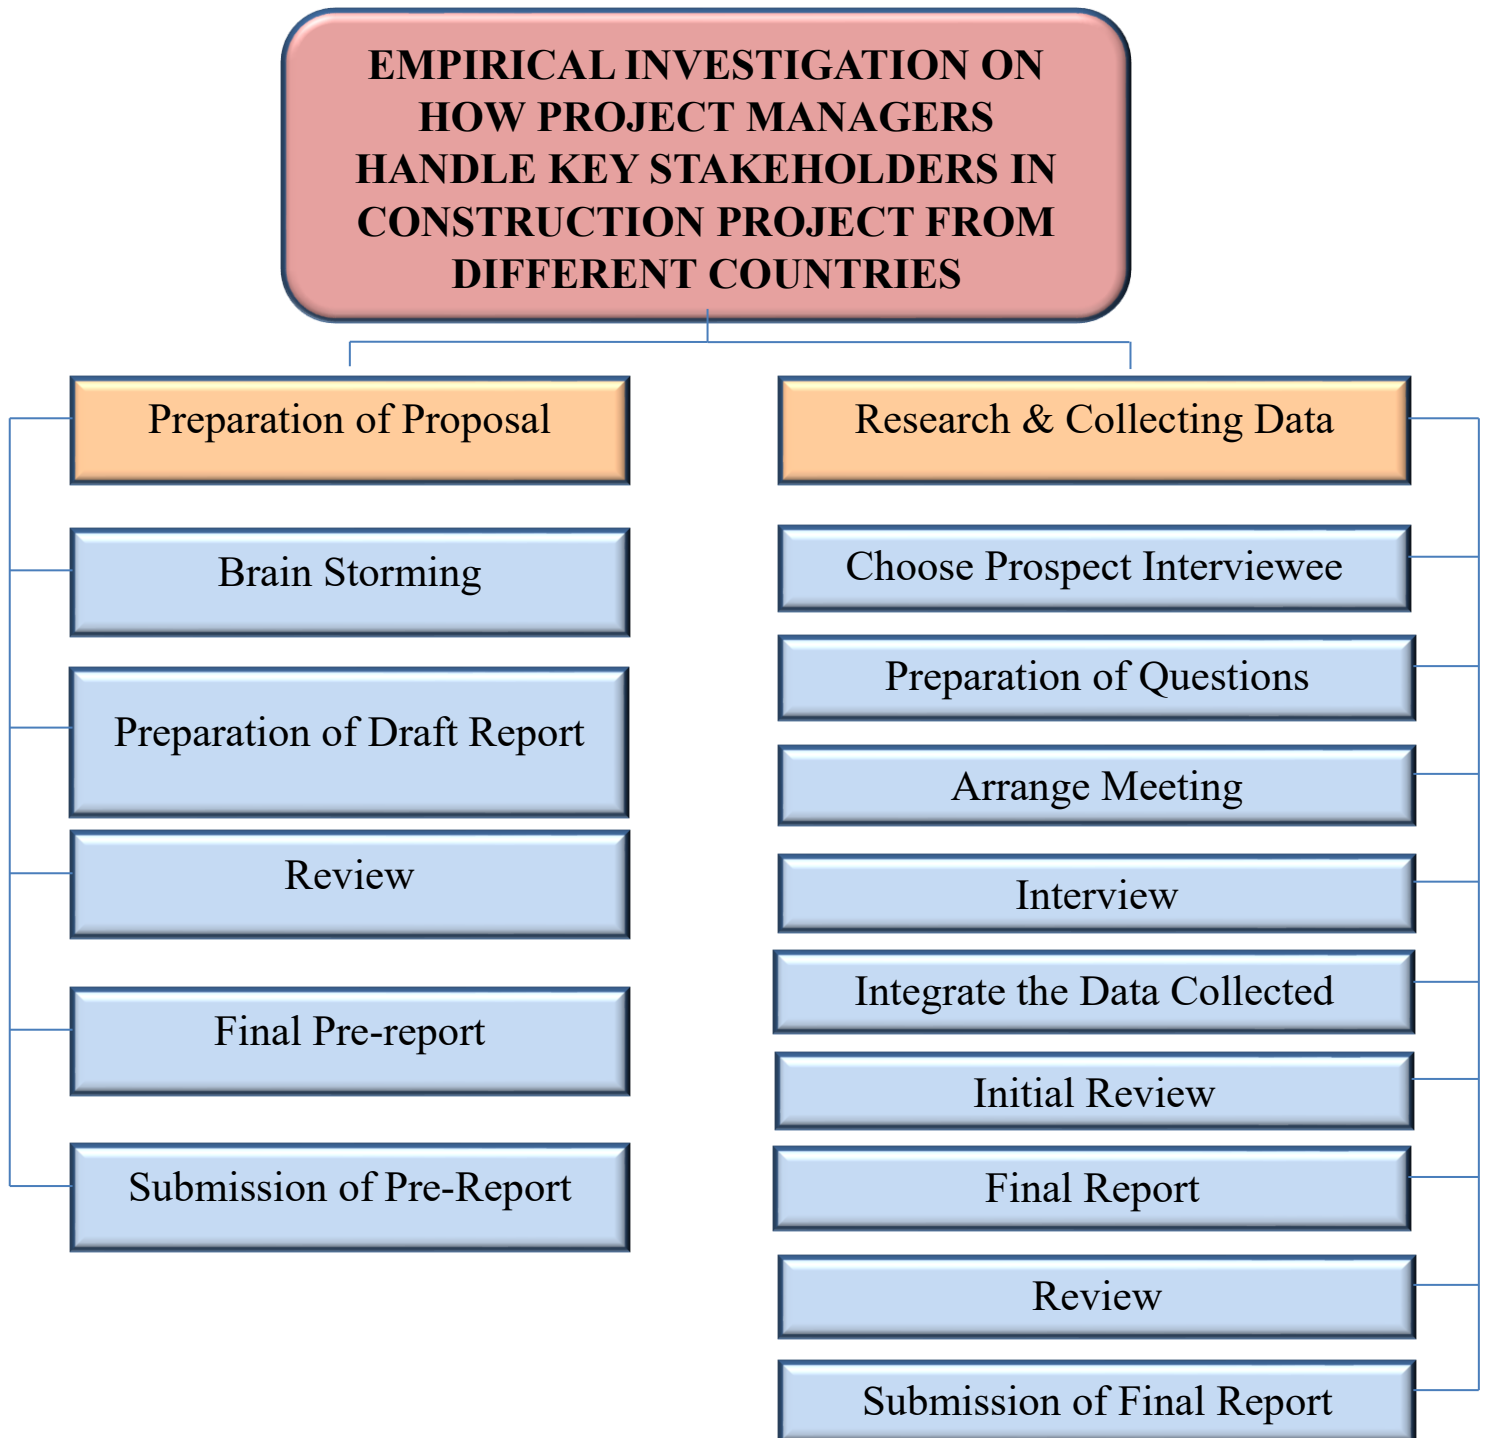 EMPIRICAL INVESTIGATION ON
HOW PROJECT MANAGERS
HANDLE KEY STAKEHOLDERS IN
CONSTRUCTION PROJECT FROM
DIFFERENT COUNTRIES
Preparation of Proposal
Brain Storming
Preparation of Draft Report
Review
Final Pre-report
Submission of Pre-Report
Research & Collecting Data
Choose Prospect Interviewee
Preparation of Questions
Arrange Meeting
Interview
Integrate the Data Collected
Initial Review
Final Report
Review
Submission of Final Report